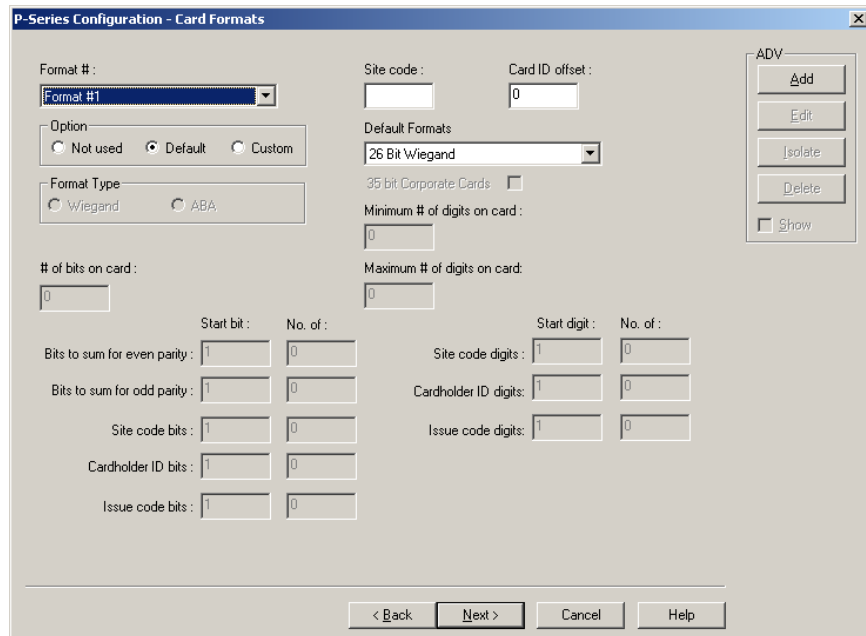 P-Series Configuration - Card Formats
Format # :
Format #1
Site code :
Card ID offset :
0
Option
Not used
Default
Custom
Default Formats
26 Bit Wiegand
Format Type
Wiegand
ABA
35 bit Corporate Cards
Minimum # of digits on card :
0
# of bits on card :
0
Maximum # of digits on card:
0
Start bit :
No. of :
Bits to sum for even parity :
1
0
Bits to sum for odd parity :
1
0
Site code bits :
1
0
Cardholder ID bits :
1
0
Issue code bits :
1
0
Start digit :
No. of :
Site code digits :
1
0
Cardholder ID digits:
1
0
Issue code digits:
1
0
ADV
Add
Edit
Isolate
Delete
Show
< Back
Next >
Cancel
Help